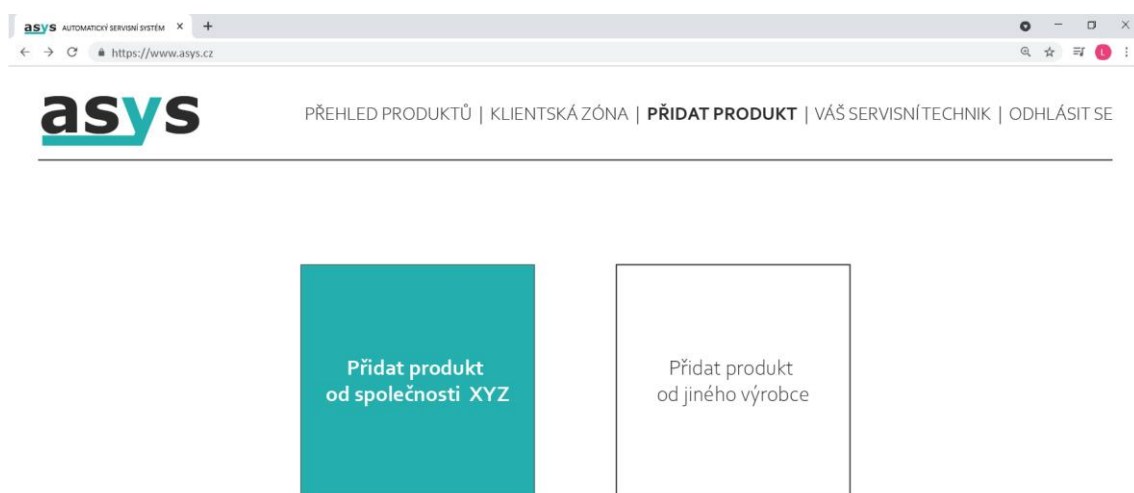 asys AUTOMATICKÝ SERVISNÍ SYSTÉM
https://www.asys.cz
L
asys
PŘEHLED PRODUKTŮ | KLIENTSKÁ ZÓNA | PŘIDAT PRODUKT | VÁŠ SERVISNÍ TECHNIK | ODHLÁSIT SE
Přidat produkt
od společnosti XYZ
Přidat produkt
od jiného výrobce